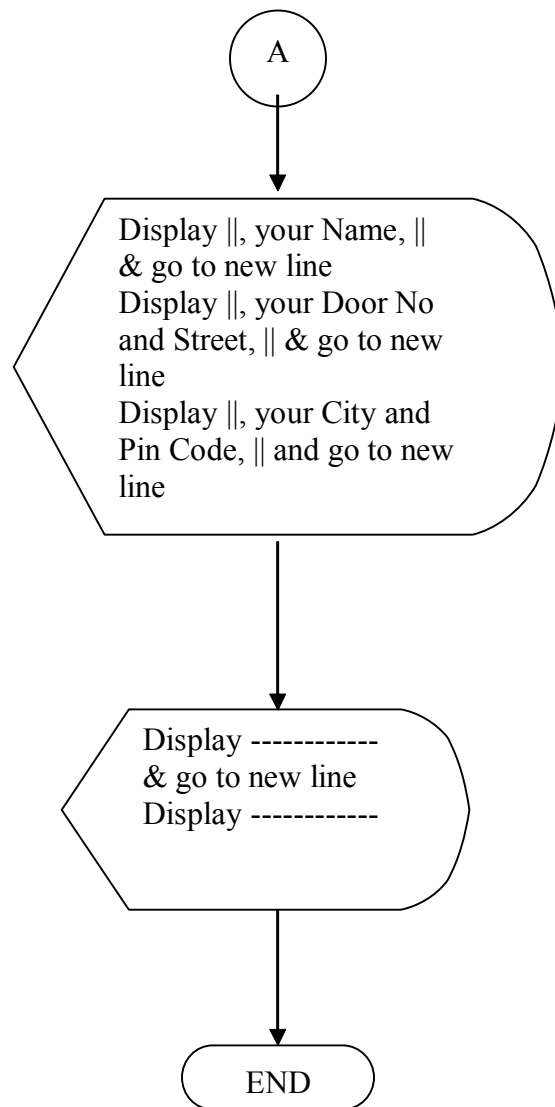 A
Display ||, your Name, ||
& go to new line
Display ||, your Door No
and Street, || & go to new
line
Display ||, your City and
Pin Code, || and go to new
line
Display ------------
& go to new line
Display ------------
END